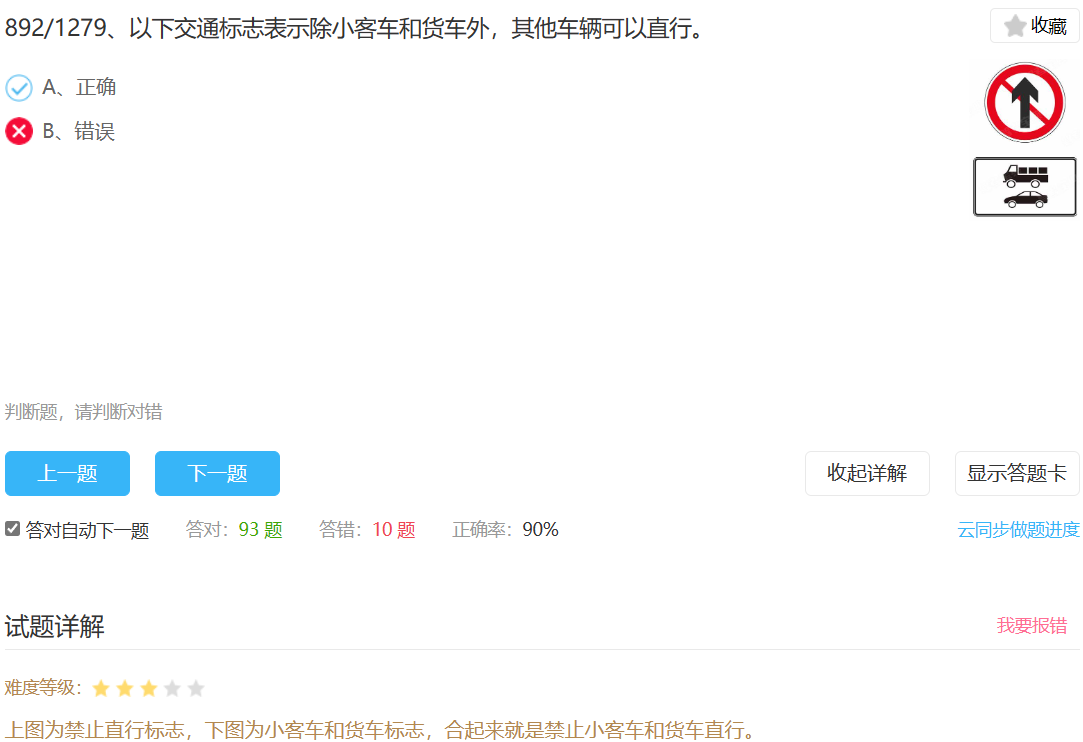 892/1279、以下交通标志表示除小客车和货车外，其他车辆可以直行。
收藏
A、正确
B、错误
判断题，请判断对错
上一题
下一题
收起详解
显示答题卡
答对自动下一题 答对：93 题 答错：10 题 正确率：90%
云同步做题进度
试题详解
我要报错
难度等级：
上图为禁止直行标志，下图为小客车和货车标志，合起来就是禁止小客车和货车直行。